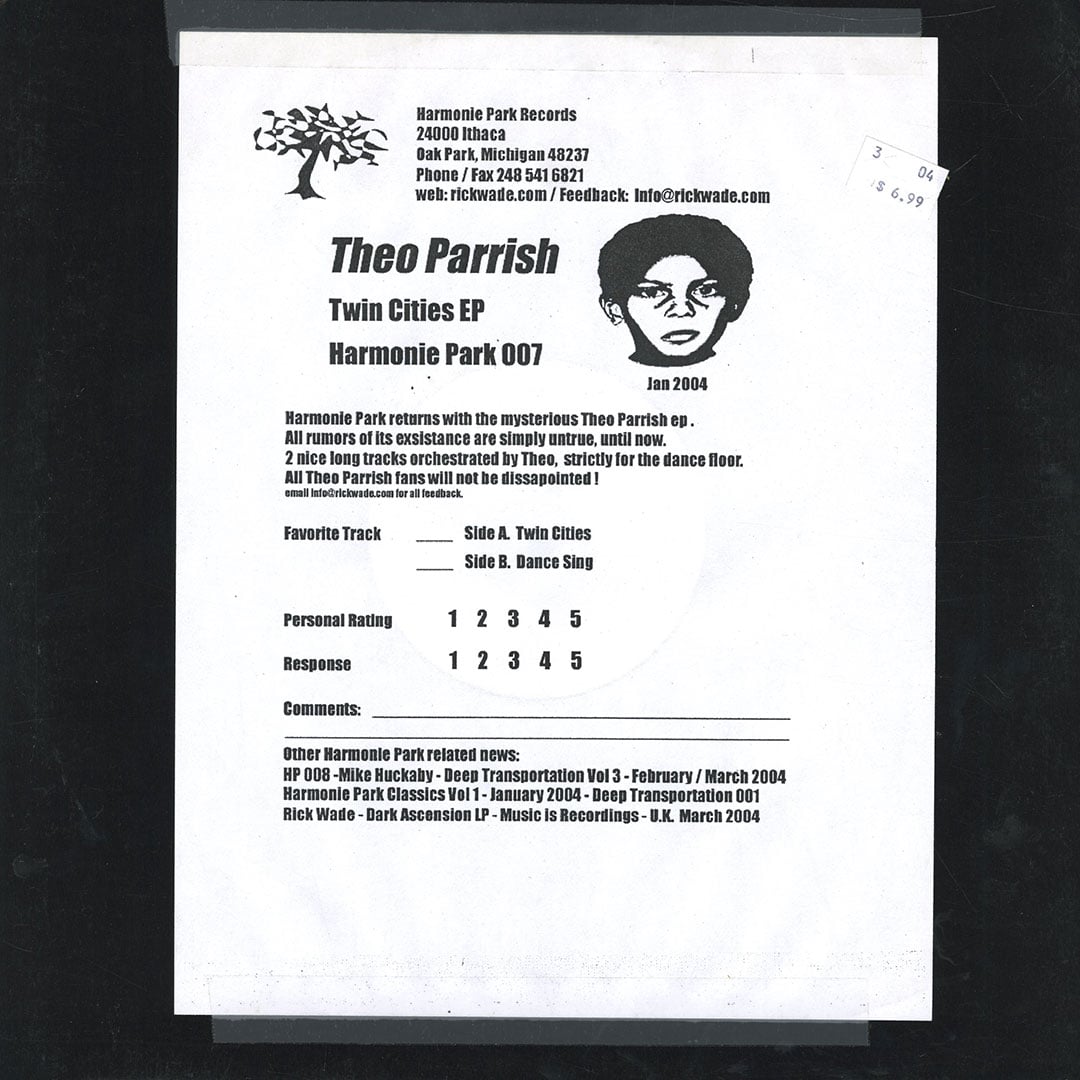 Harmonie Park Records
24000 Ithaca
Oak Park, Michigan 48237
Phone / Fax 248 541 6821
web: rickwade.com / Feedback: Info@rickwade.com
3 04
$ 6.99
Theo Parrish
Twin Cities EP
Harmonie Park 007
Jan 2004
Harmonie Park returns with the mysterious Theo Parrish ep .
All rumors of its exsistance are simply untrue, until now.
2 nice long tracks orchestrated by Theo, strictly for the dance floor.
All Theo Parrish fans will not be dissapointed !
email Info@rickwade.com for all feedback.
Favorite Track ____ Side A. Twin Cities
____ Side B. Dance Sing
Personal Rating 1 2 3 4 5
Response 1 2 3 4 5
Comments:
Other Harmonie Park related news:
HP 008 -Mike Huckaby - Deep Transportation Vol 3 - February / March 2004
Harmonie Park Classics Vol 1 - January 2004 - Deep Transportation 001
Rick Wade - Dark Ascension LP - Music is Recordings - U.K. March 2004